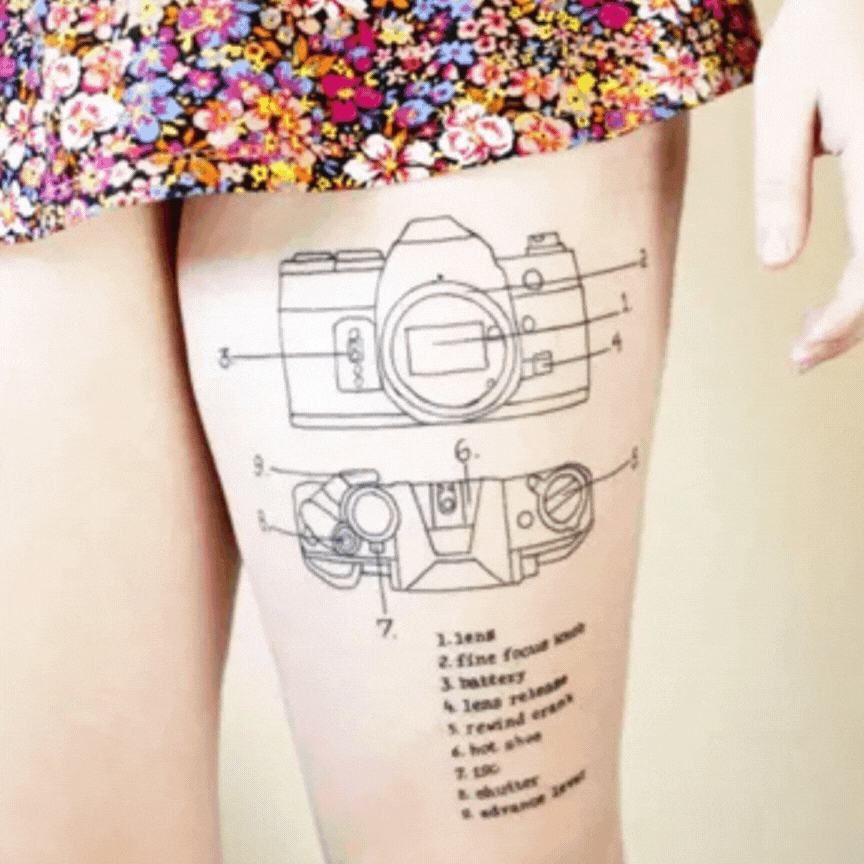 2
1
3
4
6.
9.
5
8
7.
1. lens
2. fine focus knob
3. battery
4. lens release
5. rewind crank
6. hot shoe
7. ISO
8. shutter
9. advance lever